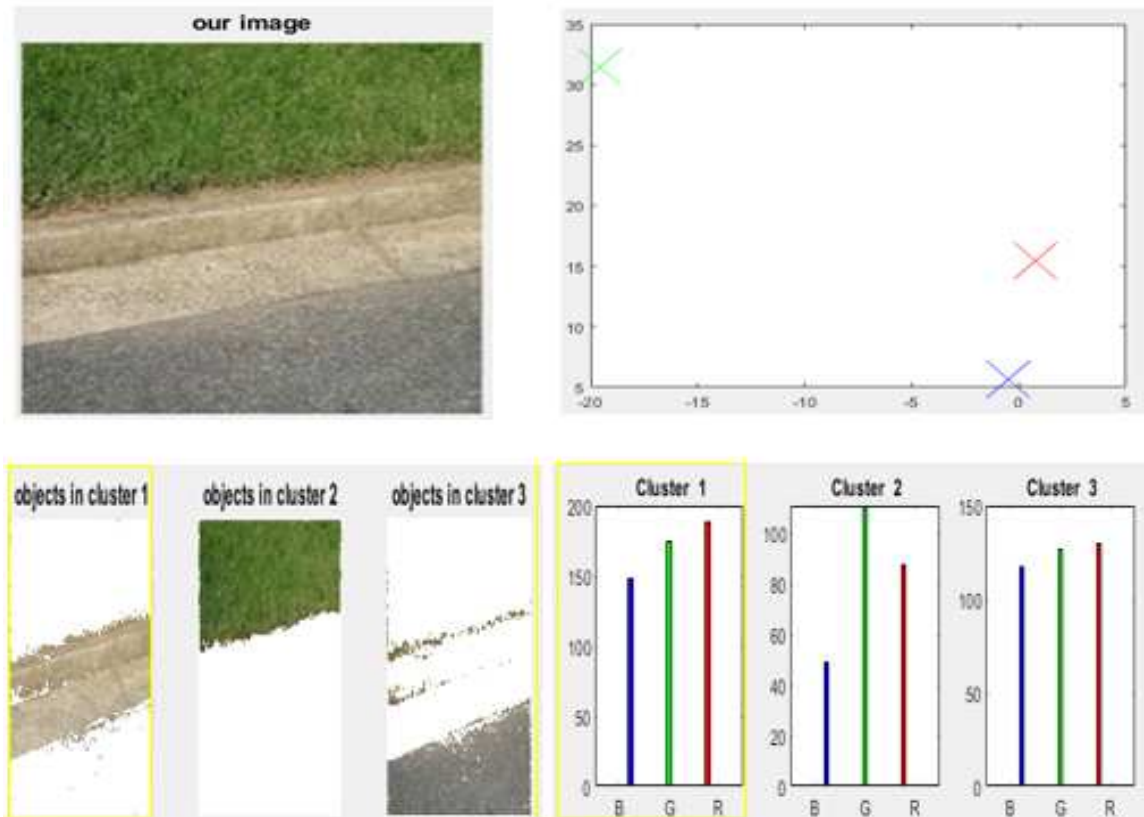 our image
35
30
25
20
15
10
5
-20 -15 -10 -5 0 5
objects in cluster 1 objects in cluster 2 objects in cluster 3
Cluster 1
200
150
100
50
0
B G R
Cluster 2
100
80
60
40
20
0
B G R
Cluster 3
150
100
50
0
B G R